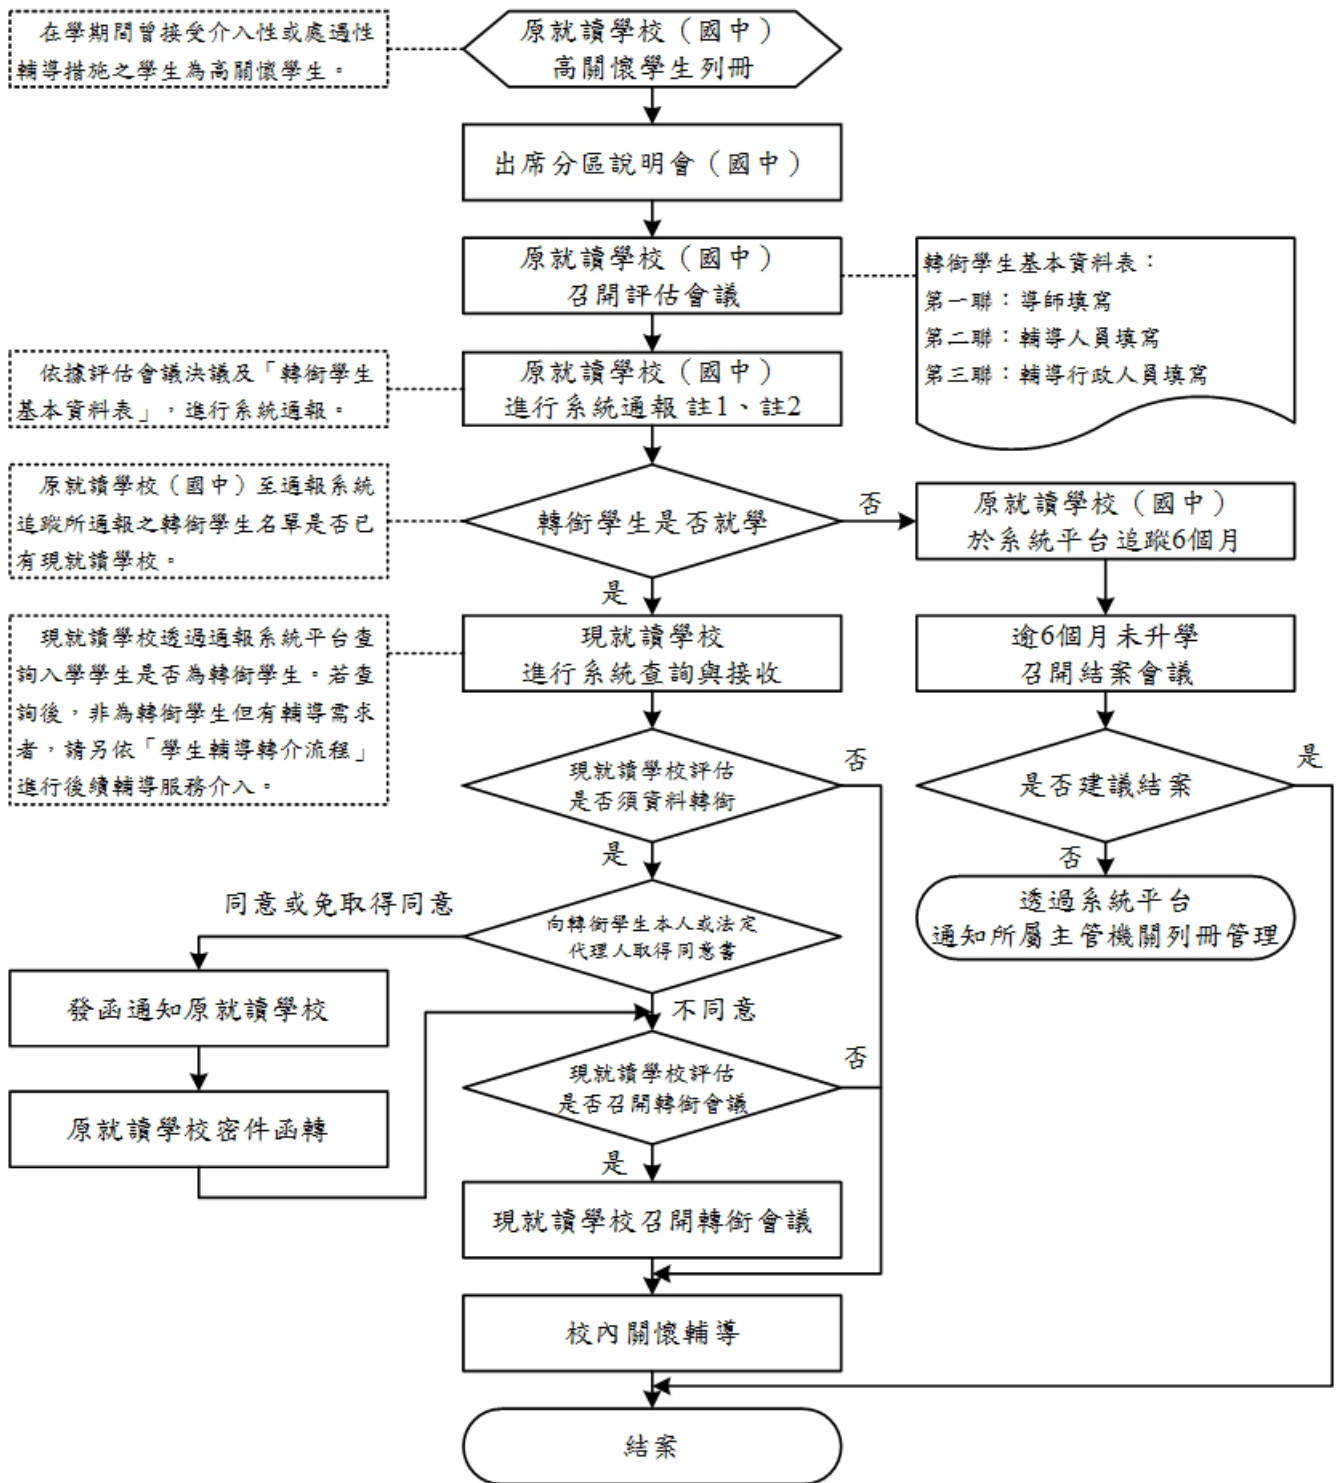 在學期間曾接受介入性或處遇性
輔導措施之學生為高關懷學生。
原就讀學校（國中）
高關懷學生列冊
出席分區說明會（國中）
原就讀學校（國中）
召開評估會議
轉銜學生基本資料表：
第一聯：導師填寫
第二聯：輔導人員填寫
第三聯：輔導行政人員填寫
依據評估會議決議及「轉銜學生
基本資料表」，進行系統通報。
原就讀學校（國中）
進行系統通報 註1、註2
原就讀學校（國中）至通報系統
追蹤所通報之轉銜學生名單是否已
有現就讀學校。
轉銜學生是否就學
否
原就讀學校（國中）
於系統平台追蹤6個月
是
現就讀學校透過通報系統平台查
詢入學學生是否為轉銜學生。若查
詢後，非為轉銜學生但有輔導需求
者，請另依「學生輔導轉介流程」
進行後續輔導服務介入。
現就讀學校
進行系統查詢與接收
逾6個月未升學
召開結案會議
現就讀學校評估
是否須資料轉銜
否
是否建議結案
是
是
否
透過系統平台
通知所屬主管機關列冊管理
同意或免取得同意
向轉銜學生本人或法定
代理人取得同意書
發函通知原就讀學校
不同意
原就讀學校密件函轉
現就讀學校評估
是否召開轉銜會議
否
是
現就讀學校召開轉銜會議
校內關懷輔導
結案